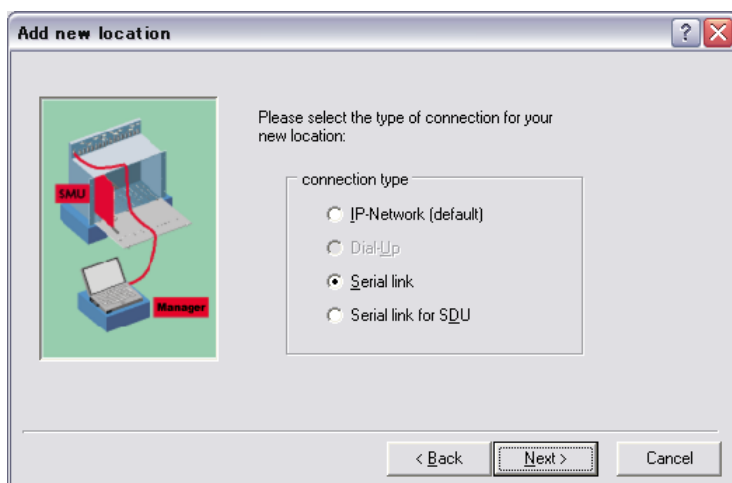 Add new location
SMU
Manager
Please select the type of connection for your
new location:
connection type
IP-Network (default)
Dial-Up
Serial link
Serial link for SDU
< Back
Next >
Cancel